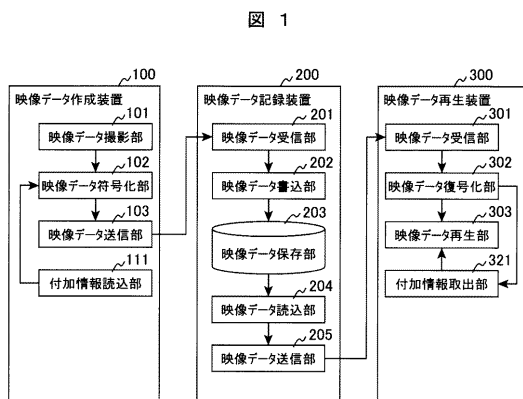 図 1
100
映像データ作成装置
101
映像データ撮影部
102
映像データ符号化部
103
映像データ送信部
111
付加情報読込部
200
映像データ記録装置
201
映像データ受信部
202
映像データ書込部
203
映像データ保存部
204
映像データ読込部
205
映像データ送信部
300
映像データ再生装置
301
映像データ受信部
302
映像データ復号化部
303
映像データ再生部
321
付加情報取出部